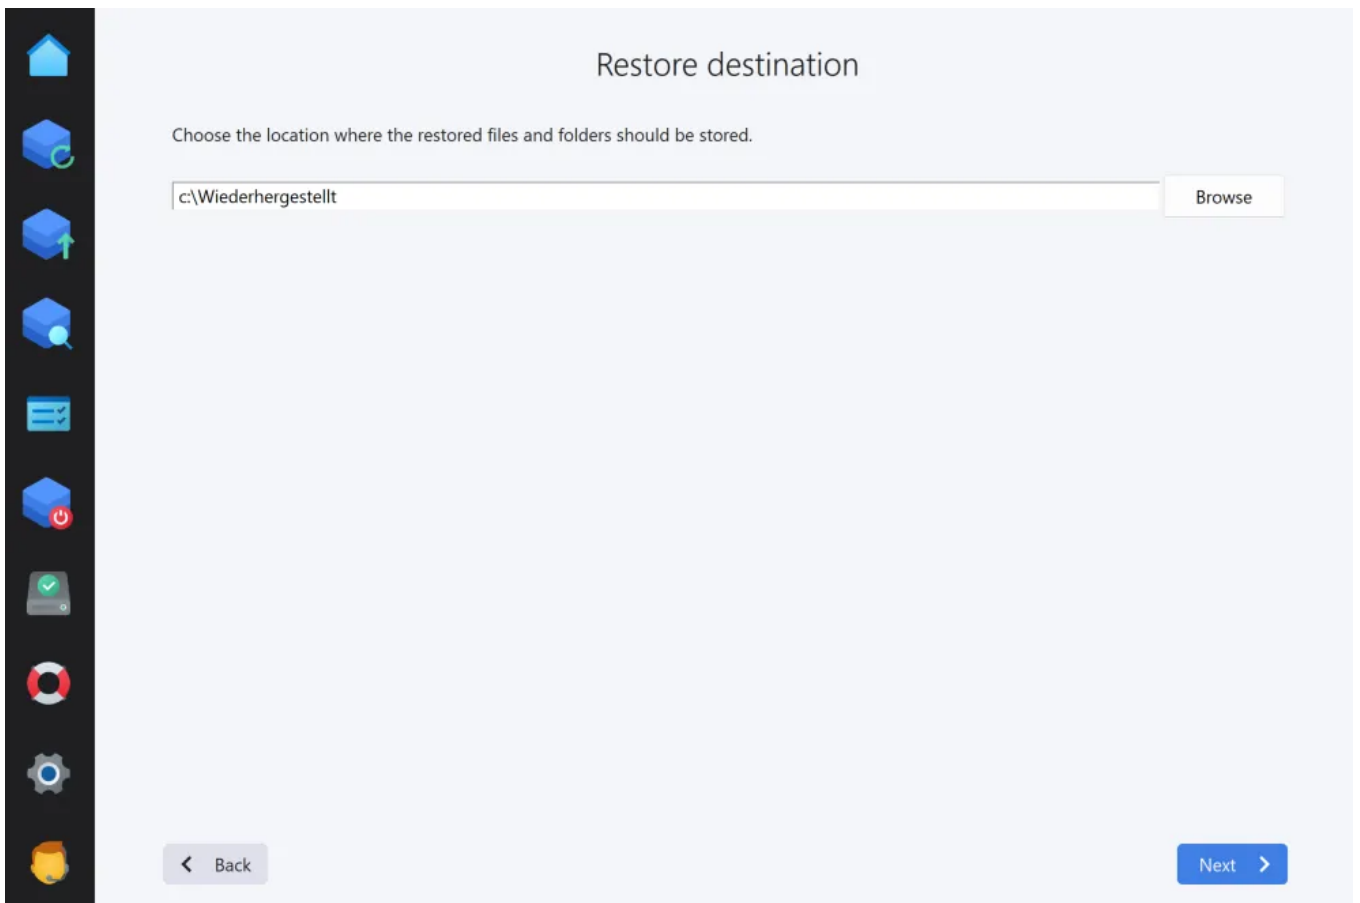 Restore destination
Choose the location where the restored files and folders should be stored.
c:\Wiederhergestellt
Browse
Back
Next